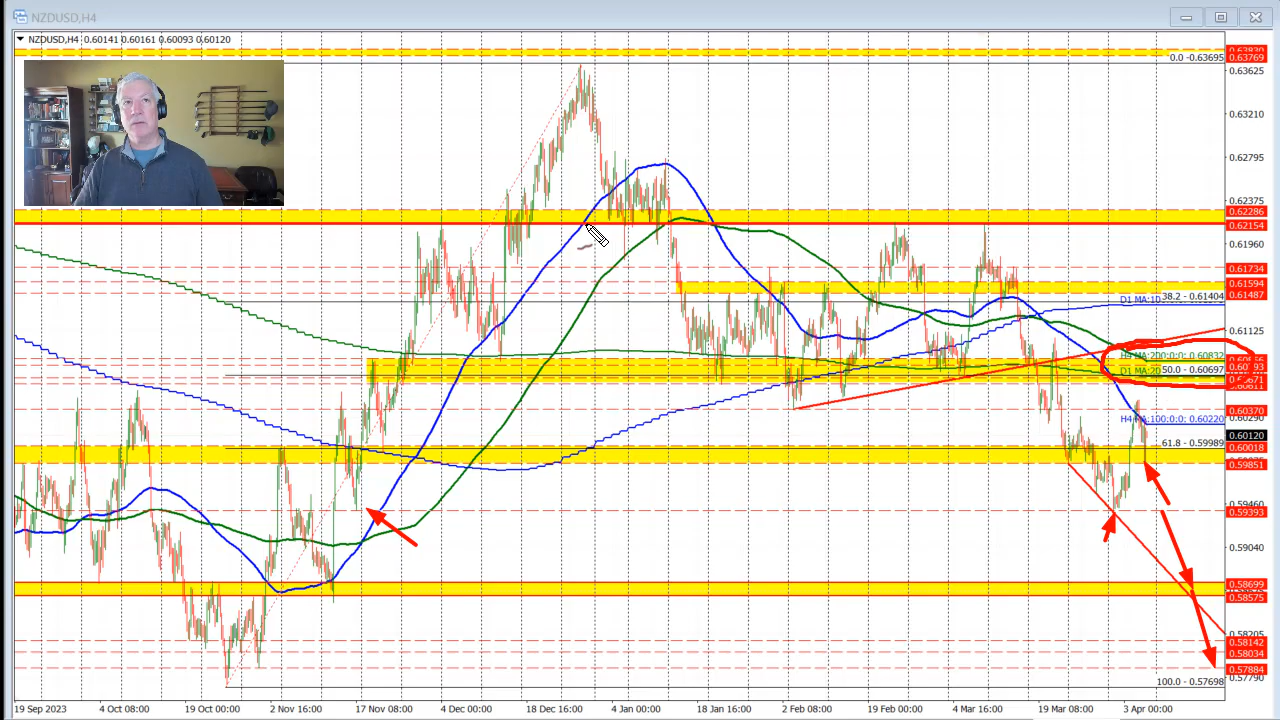 NZDUSD,H4
NZDUSD,H4 0.60141 0.60161 0.60093 0.60120
0.63769
0.0 -0.63695
0.63625
0.63210
0.62795
0.62375
0.62286
0.62154
0.61960
0.61734
0.61594
0.61487
D1 MA:10
38.2 - 0.61404
0.61125
H4 MA:200:0:0: 0.60832
0.60793
D1 MA:20
50.0 - 0.60697
0.60370
0.60290
H4 MA:100:0:0: 0.60220
0.60120
61.8 - 0.59989
0.60018
0.59851
0.59460
0.59393
0.59040
0.58699
0.58575
0.58205
0.58142
0.58034
0.57884
0.57790
100.0 - 0.57698
19 Sep 2023 4 Oct 08:00 19 Oct 00:00 2 Nov 16:00 17 Nov 08:00 4 Dec 00:00 18 Dec 16:00 4 Jan 00:00 18 Jan 16:00 2 Feb 08:00 19 Feb 00:00 4 Mar 16:00 19 Mar 08:00 3 Apr 00:00